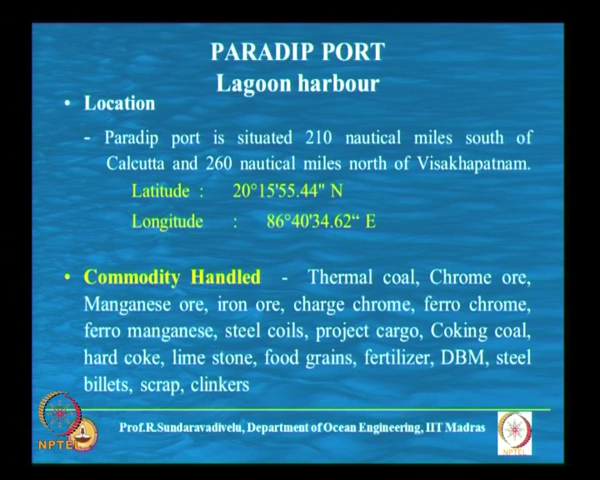 PARADIP PORT
Lagoon harbour
• Location
- Paradip port is situated 210 nautical miles south of
Calcutta and 260 nautical miles north of Visakhapatnam.
Latitude : 20°15'55.44" N
Longitude : 86°40'34.62“ E
• Commodity Handled - Thermal coal, Chrome ore,
Manganese ore, iron ore, charge chrome, ferro chrome,
ferro manganese, steel coils, project cargo, Coking coal,
hard coke, lime stone, food grains, fertilizer, DBM, steel
billets, scrap, clinkers
Prof.R.Sundaravadivelu, Department of Ocean Engineering, IIT Madras
NPTEL
NPTEL